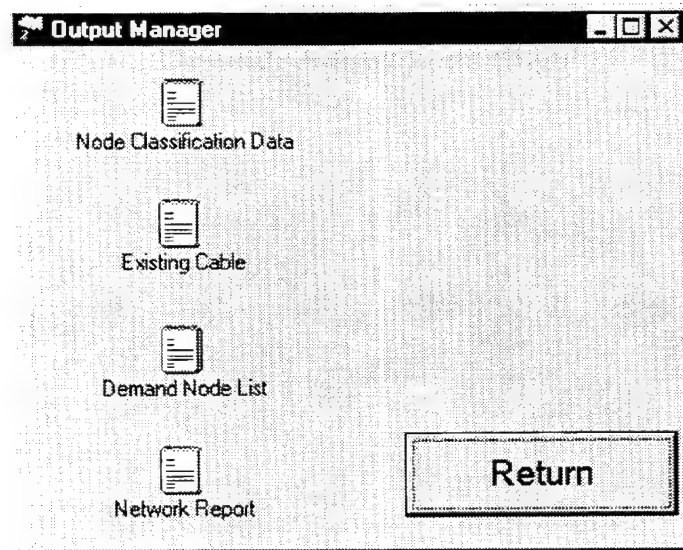 Output Manager
Node Classification Data
Existing Cable
Demand Node List
Network Report
Return